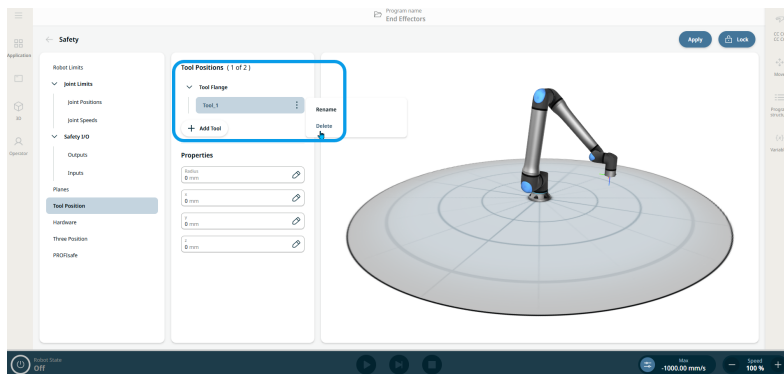 Program name
End Effectors
Safety
Apply
Lock
Application
Operator
Robot Limits
Joint Limits
Joint Positions
Joint Speeds
Safety I/O
Outputs
Inputs
Planes
Tool Position
Hardware
Three Position
PROFIsafe
Tool Positions ( 1 of 2 )
Tool Flange
Tool_1
Rename
Delete
+ Add Tool
Properties
Radius
0 mm
X
0 mm
Y
0 mm
Z
0 mm
Robot State
Off
Max
-1000.00 mm/s
Speed
100 %